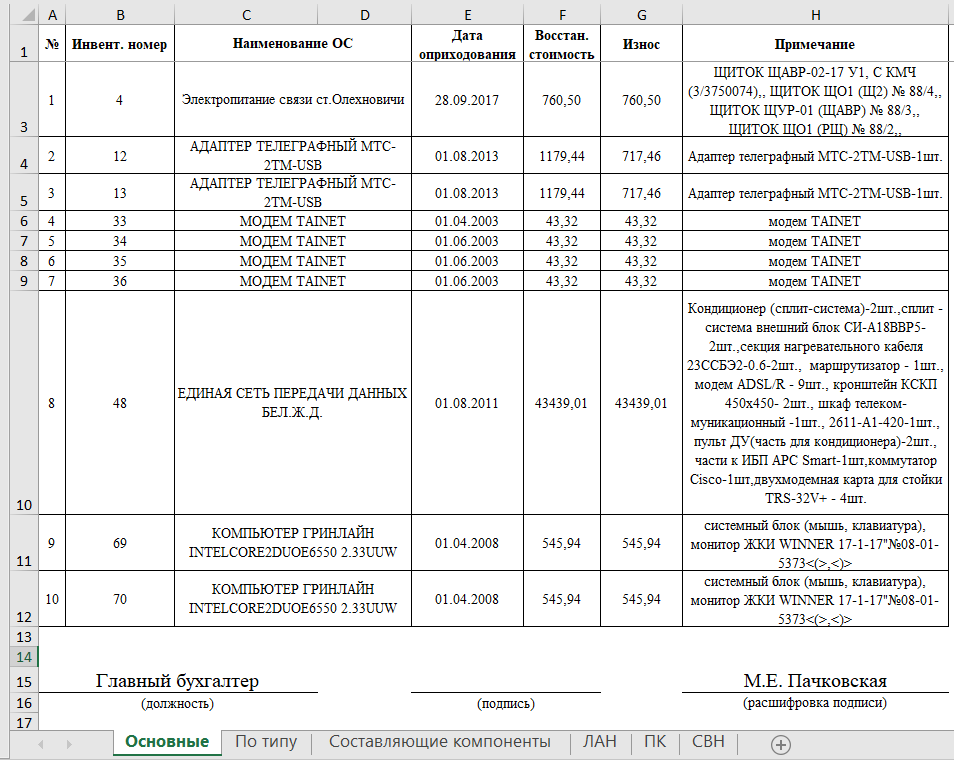 A B C D E F G H
1 № Инвент. номер Наименование ОС Дата оприходования Восстан. стоимость Износ Примечание
3 1 4 Электропитание связи ст.Олехновичи 28.09.2017 760,50 760,50 ЩИТОК ЩАВР-02-17 У1, С КМЧ
(3/3750074),, ЩИТОК ЩО1 (Щ2) № 88/4,,
ЩИТОК ЩУР-01 (ЩАВР) № 88/3,,
ЩИТОК ЩО1 (РЩ) № 88/2,,
4 2 12 АДАПТЕР ТЕЛЕГРАФНЫЙ МТС-
2ТМ-USB 01.08.2013 1179,44 717,46 Адаптер телеграфный МТС-2ТМ-USB-1шт.
5 3 13 АДАПТЕР ТЕЛЕГРАФНЫЙ МТС-
2ТМ-USB 01.08.2013 1179,44 717,46 Адаптер телеграфный МТС-2ТМ-USB-1шт.
6 4 33 МОДЕМ TAINET 01.04.2003 43,32 43,32 модем TAINET
7 5 34 МОДЕМ TAINET 01.06.2003 43,32 43,32 модем TAINET
8 6 35 МОДЕМ TAINET 01.06.2003 43,32 43,32 модем TAINET
9 7 36 МОДЕМ TAINET 01.06.2003 43,32 43,32 модем TAINET
10 8 48 ЕДИНАЯ СЕТЬ ПЕРЕДАЧИ ДАННЫХ
БЕЛ.Ж.Д. 01.08.2011 43439,01 43439,01 Кондиционер (сплит-система)-2шт.,сплит -
система внешний блок СИ-А18ВВР5-
2шт.,секция нагревательного кабеля
23ССБЭ2-0.6-2шт., маршрутизатор - 1шт.,
модем ADSL/R - 9шт., кронштейн КСКП
450х450- 2шт., шкаф телеком-
муникационный -1шт., 2611-А1-420-1шт.,
пульт ДУ(часть для кондиционера)-2шт.,
части к ИБП APC Smart-1шт,коммутатор
Cisco-1шт,двухмодемная карта для стойки
TRS-32V+ - 4шт.
11 9 69 КОМПЬЮТЕР ГРИНЛАЙН
INTELCORE2DUOE6550 2.33UUW 01.04.2008 545,94 545,94 системный блок (мышь, клавиатура),
монитор ЖКИ WINNER 17-1-17"№08-01-
5373<(>,<)>
12 10 70 КОМПЬЮТЕР ГРИНЛАЙН
INTELCORE2DUOE6550 2.33UUW 01.04.2008 545,94 545,94 системный блок (мышь, клавиатура),
монитор ЖКИ WINNER 17-1-17"№08-01-
5373<(>,<)>
13
14
15 Главный бухгалтер М.Е. Пачковская
16 (должность) (подпись) (расшифровка подписи)
17
Основные По типу Составляющие компоненты ЛАН ПК СВН